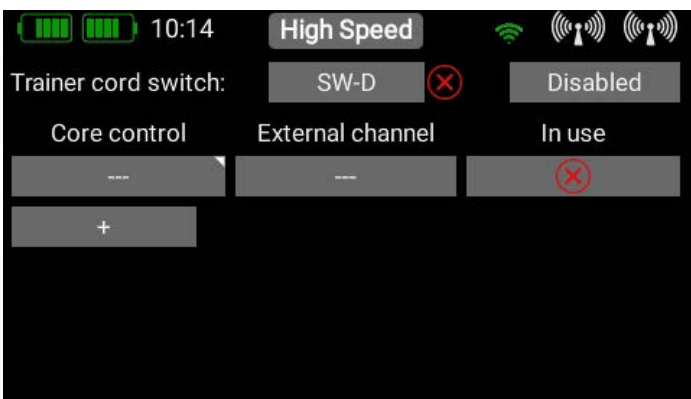 10:14 High Speed
Trainer cord switch: SW-D Disabled
Core control External channel In use
--- ---
+